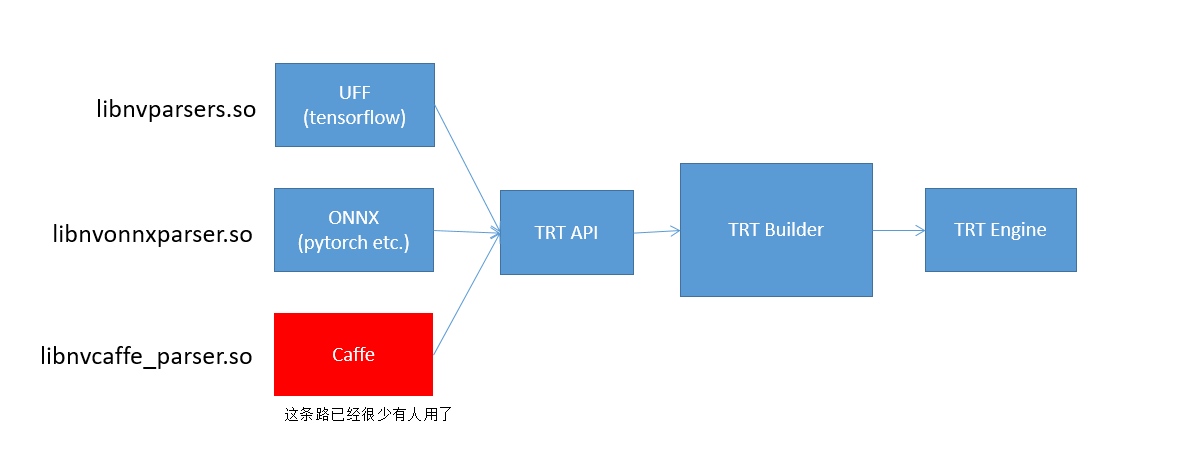 libnvparsers.so
UFF
(tensorflow)
libnvonnxparser.so
ONNX
(pytorch etc.)
TRT API
TRT Builder
TRT Engine
libnvcaffe_parser.so
Caffe
这条路已经很少有人用了